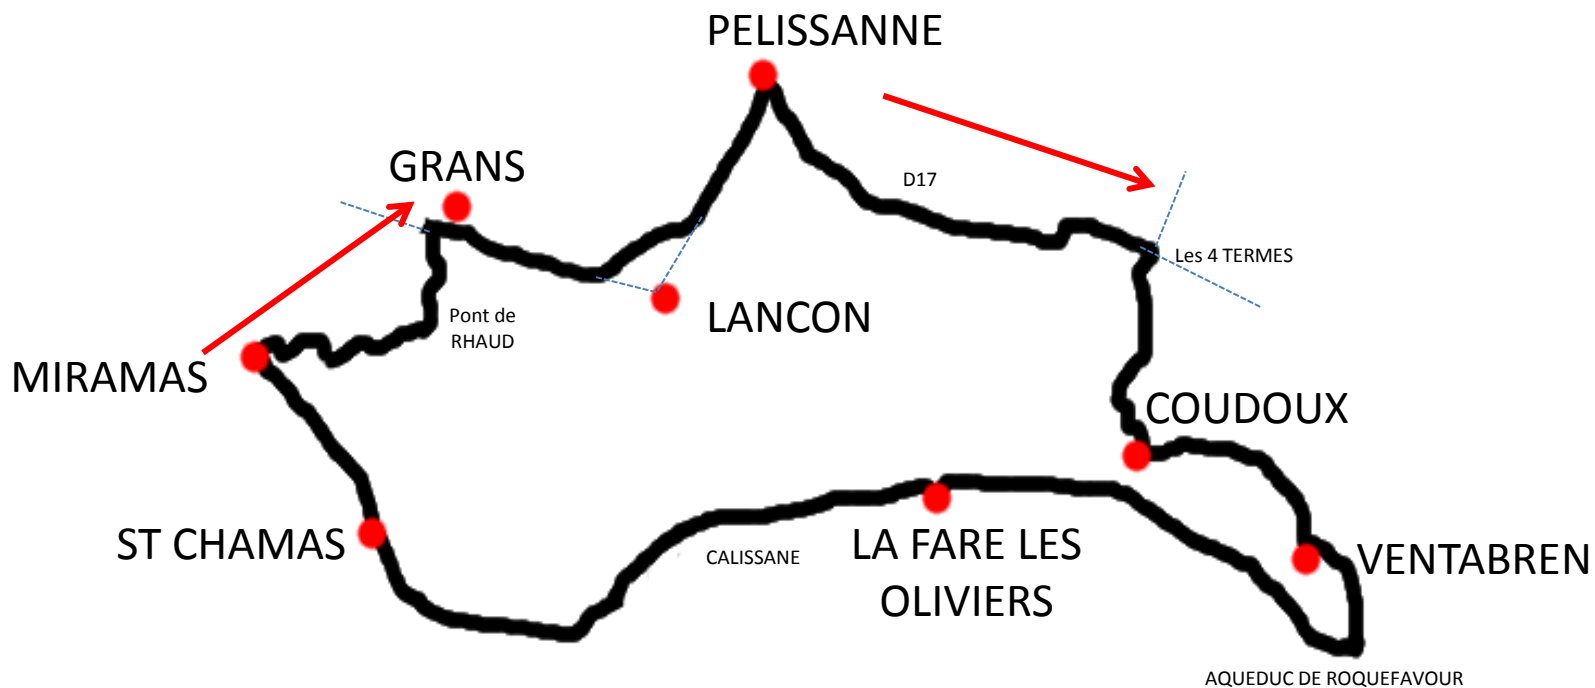 PELISSANNE
GRANS
D17
Les 4 TERMES
Pont de
RHAUD
LANCON
MIRAMAS
COUDOUX
ST CHAMAS
CALISSANE
LA FARE LES
OLIVIERS
VENTABREN
AQUEDUC DE ROQUEFAVOUR